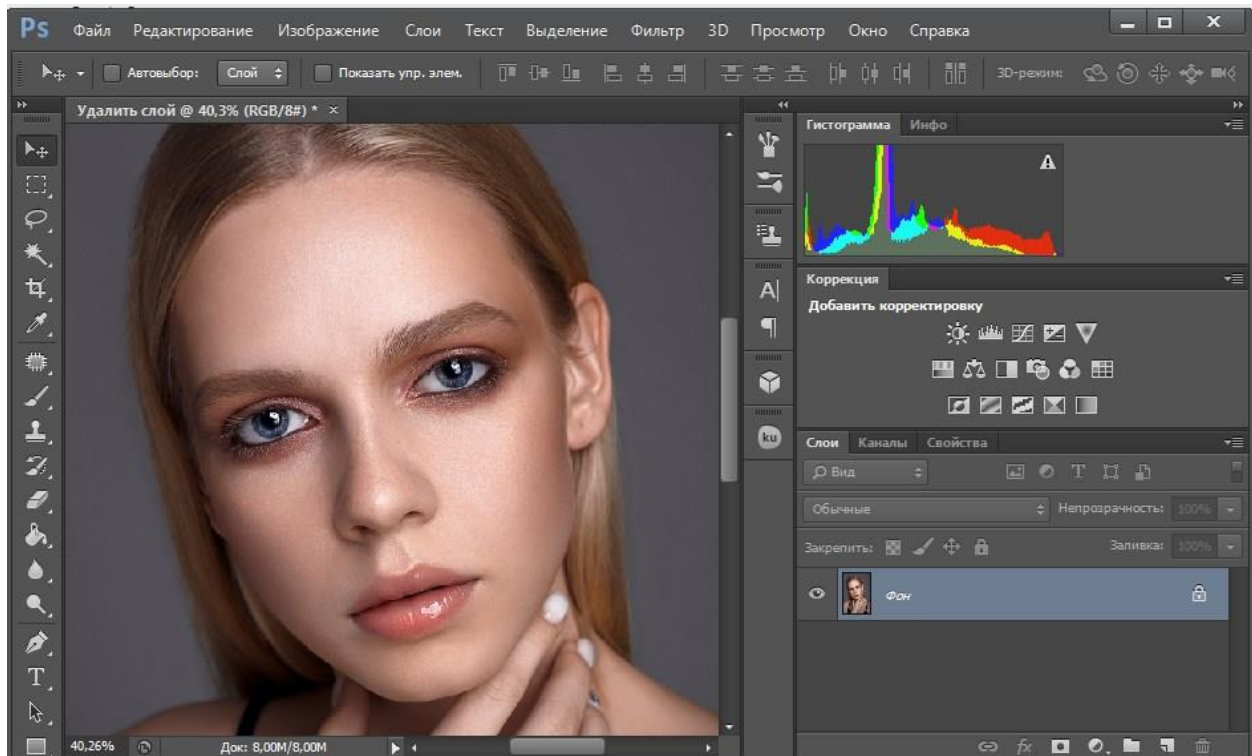 Ps Файл Редактирование Изображение Слои Текст Выделение Фильтр 3D Просмотр Окно Справка
Автовыбор: Слой Показать упр. элем. 3D-режим:
Удалить слой @ 40,3% (RGB/8#) * ×
Гистограмма Инфо
Коррекция
Добавить корректировку
ku
Слои Каналы Свойства
Вид
Обычные Непрозрачность: 100%
Закрепить: Заливка: 100%
Фон
40,26% Док: 8,00M/8,00M
fx